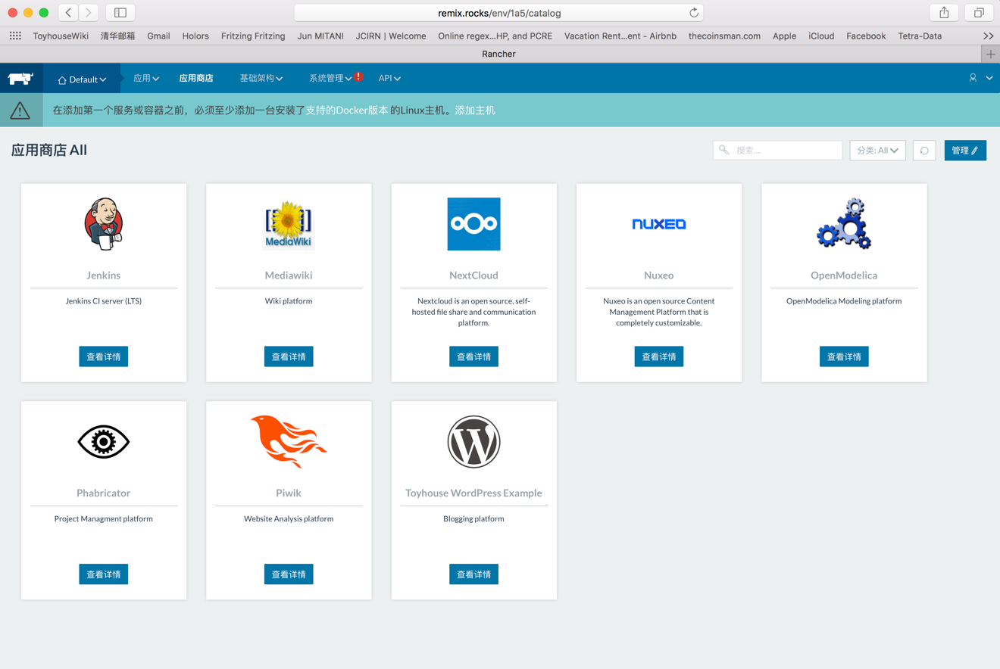 remix.rocks/env/1a5/catalog
ToyhouseWiki 清华邮箱 Gmail Holors Fritzing Fritzing Jun MITANI JCIRN | Welcome Online regex...HP, and PCRE Vacation Rent...ent - Airbnb thecoinsman.com Apple iCloud Facebook Tetra-Data
Rancher
Default 应用 应用商店 基础架构 系统管理 ! API
在添加第一个服务或容器之前，必须至少添加一台安装了支持的Docker版本 的Linux主机。添加主机
应用商店 All 搜索... 分类: All 管理
MediaWiki nuxeo
Jenkins Mediawiki NextCloud Nuxeo OpenModelica
Jenkins CI server (LTS)
Wiki platform
Nextcloud is an open source, self-
hosted file share and communication
platform.
Nuxeo is an open source Content
Management Platform that is
completely customizable.
OpenModelica Modeling platform
查看详情 查看详情 查看详情 查看详情 查看详情
Phabricator Piwik Toyhouse WordPress Example
Project Managment platform Website Analysis platform Blogging platform
查看详情 查看详情 查看详情